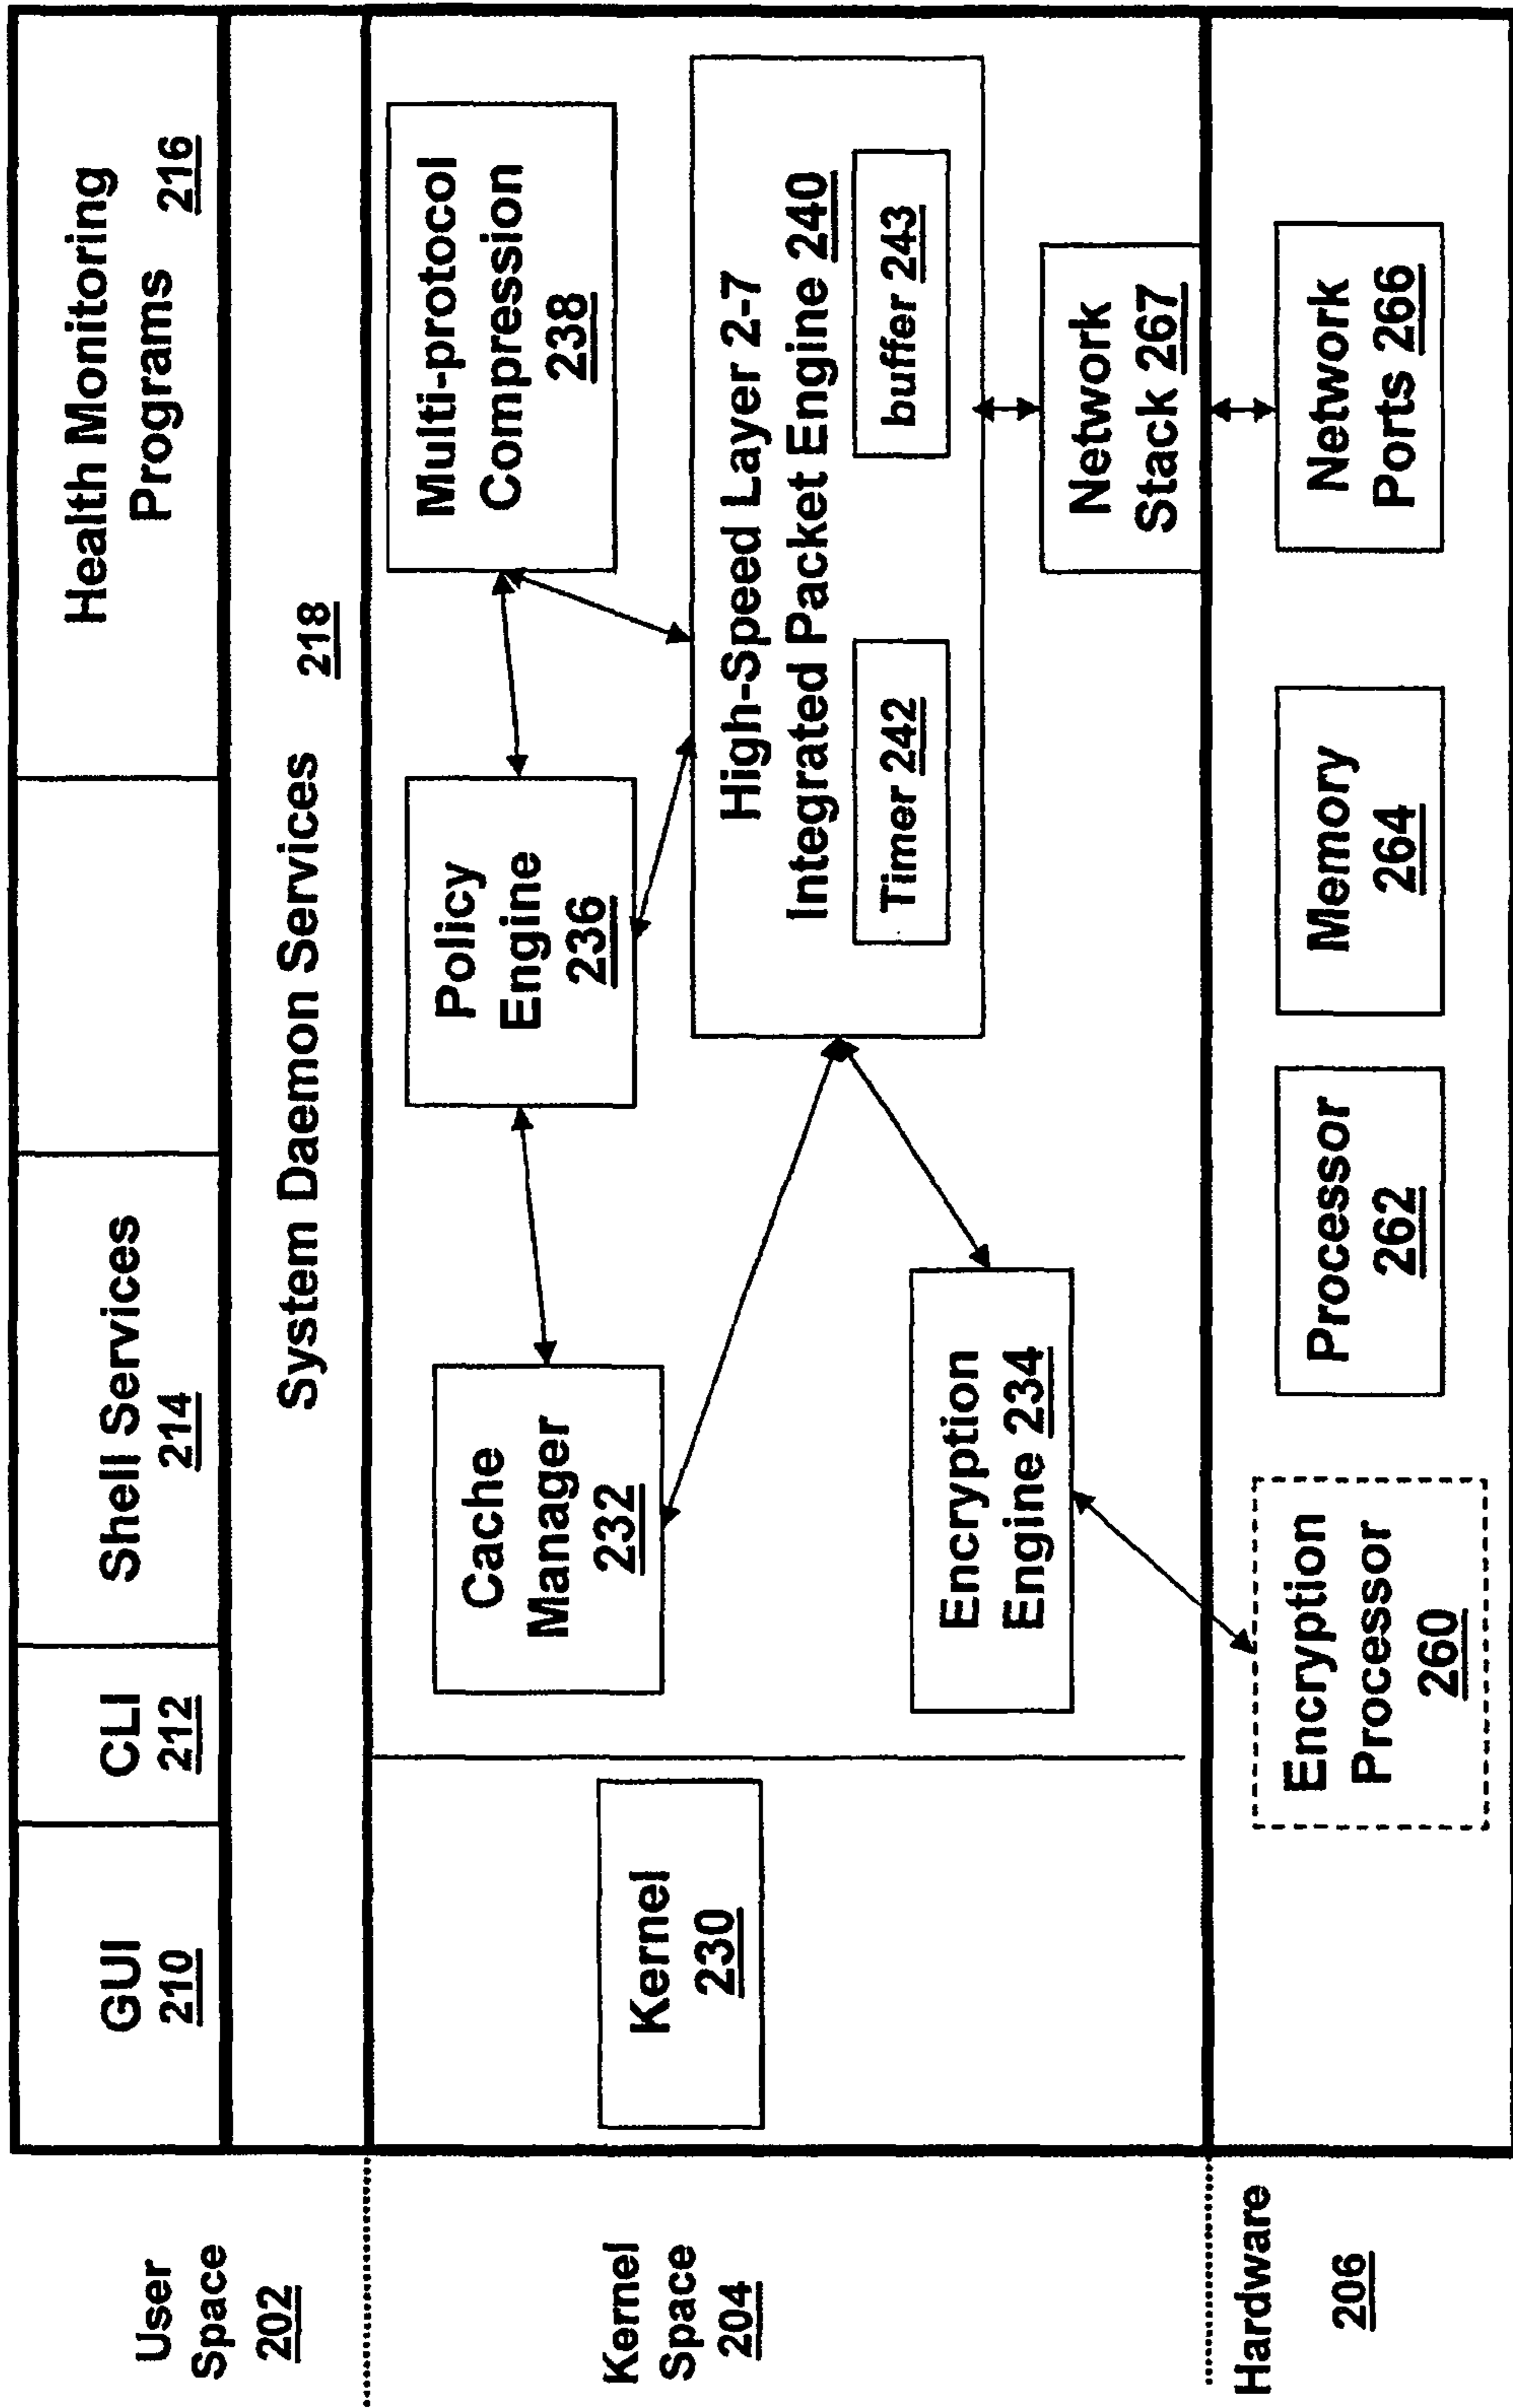 User
Space
202
GUI
210
CLI
212
Shell Services
214
Health Monitoring
Programs 216
System Daemon Services 218
Kernel
Space
204
Kernel
230
Cache
Manager
232
Policy
Engine
236
Multi-protocol
Compression
238
High-Speed Layer 2-7
Integrated Packet Engine 240
Timer 242
buffer 243
Encryption
Engine 234
Network
Stack 267
Hardware
206
Encryption
Processor
260
Processor
262
Memory
264
Network
Ports 266